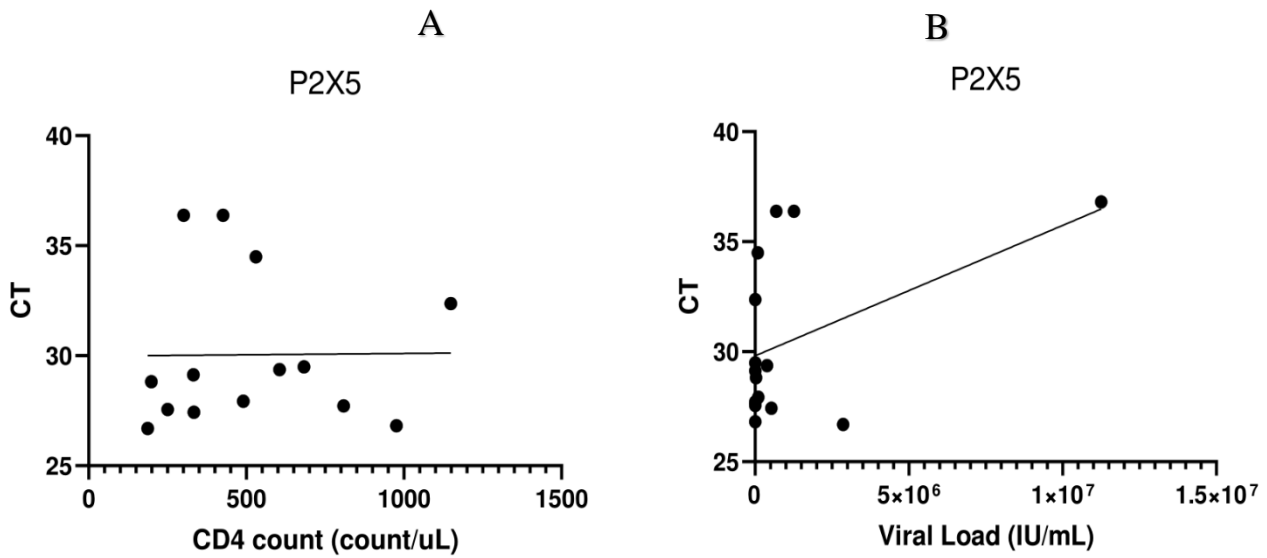 A
P2X5
40
35
30
25
CT
0
500
1000
1500
CD4 count (count/uL)
B
P2X5
40
35
30
25
CT
0
5×10⁶
1×10⁷
1.5×10⁷
Viral Load (IU/mL)